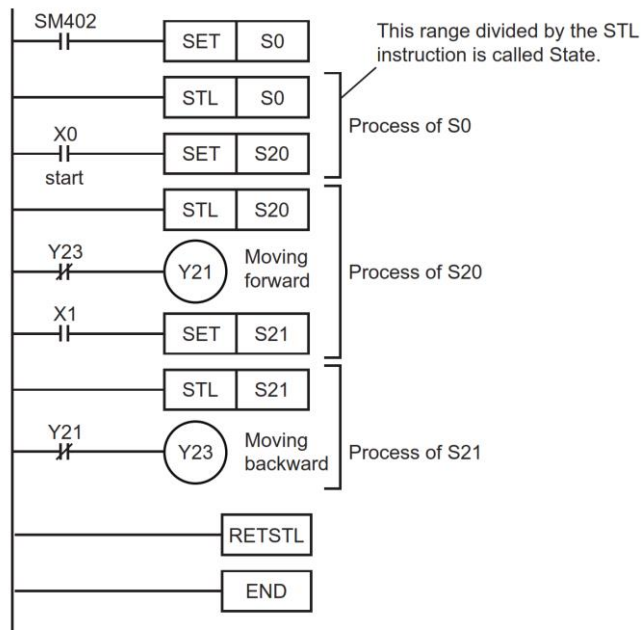 SM402
SET S0
This range divided by the STL
instruction is called State.
STL S0
Process of S0
X0
SET S20
start
STL S20
Y23
Y21
Moving
forward
Process of S20
X1
SET S21
STL S21
Y21
Y23
Moving
backward
Process of S21
RETSTL
END